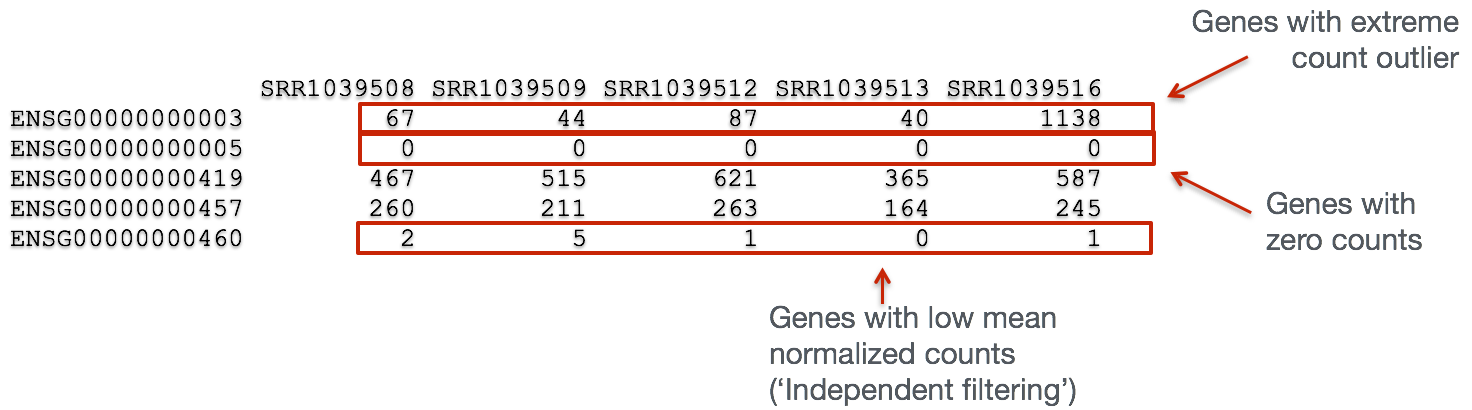 Genes with extreme
count outlier
SRR1039508 SRR1039509 SRR1039512 SRR1039513 SRR1039516
ENSG00000000003 67 44 87 40 1138
ENSG00000000005 0 0 0 0 0
ENSG00000000419 467 515 621 365 587
ENSG00000000457 260 211 263 164 245
ENSG00000000460 2 5 1 0 1
Genes with
zero counts
Genes with low mean
normalized counts
(‘Independent filtering’)